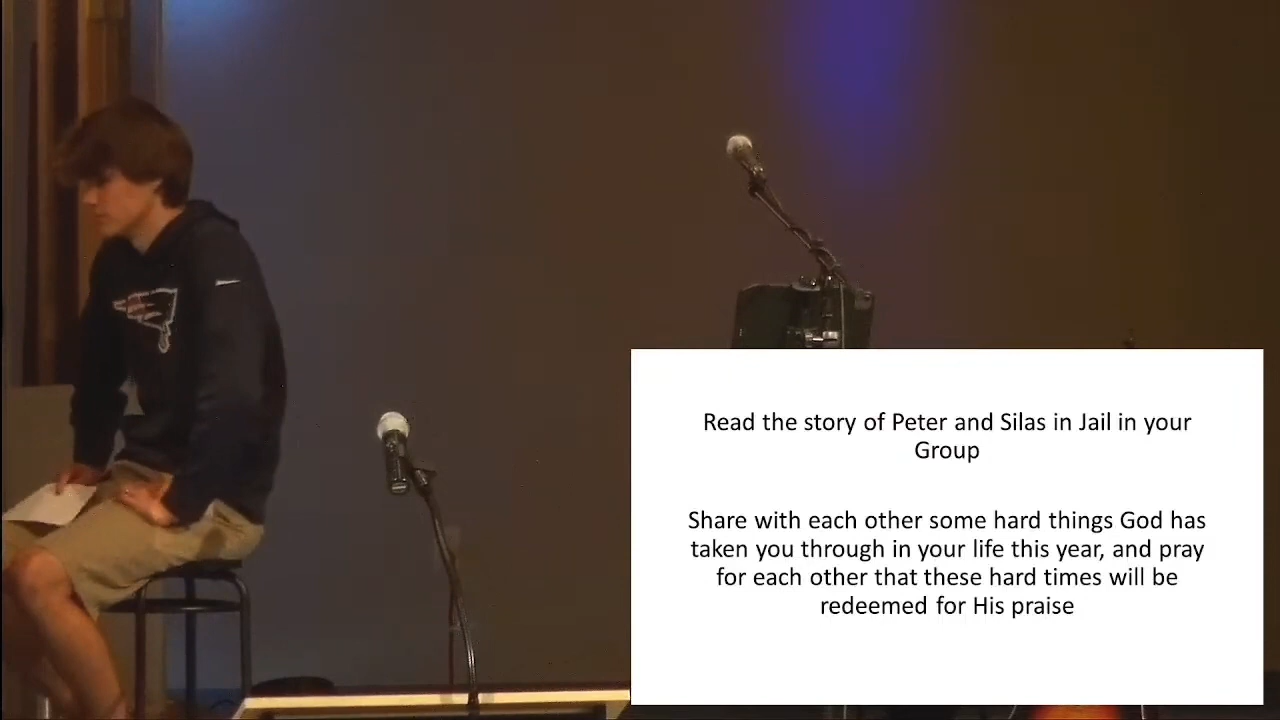 Read the story of Peter and Silas in Jail in your
Group
Share with each other some hard things God has
taken you through in your life this year, and pray
for each other that these hard times will be
redeemed for His praise